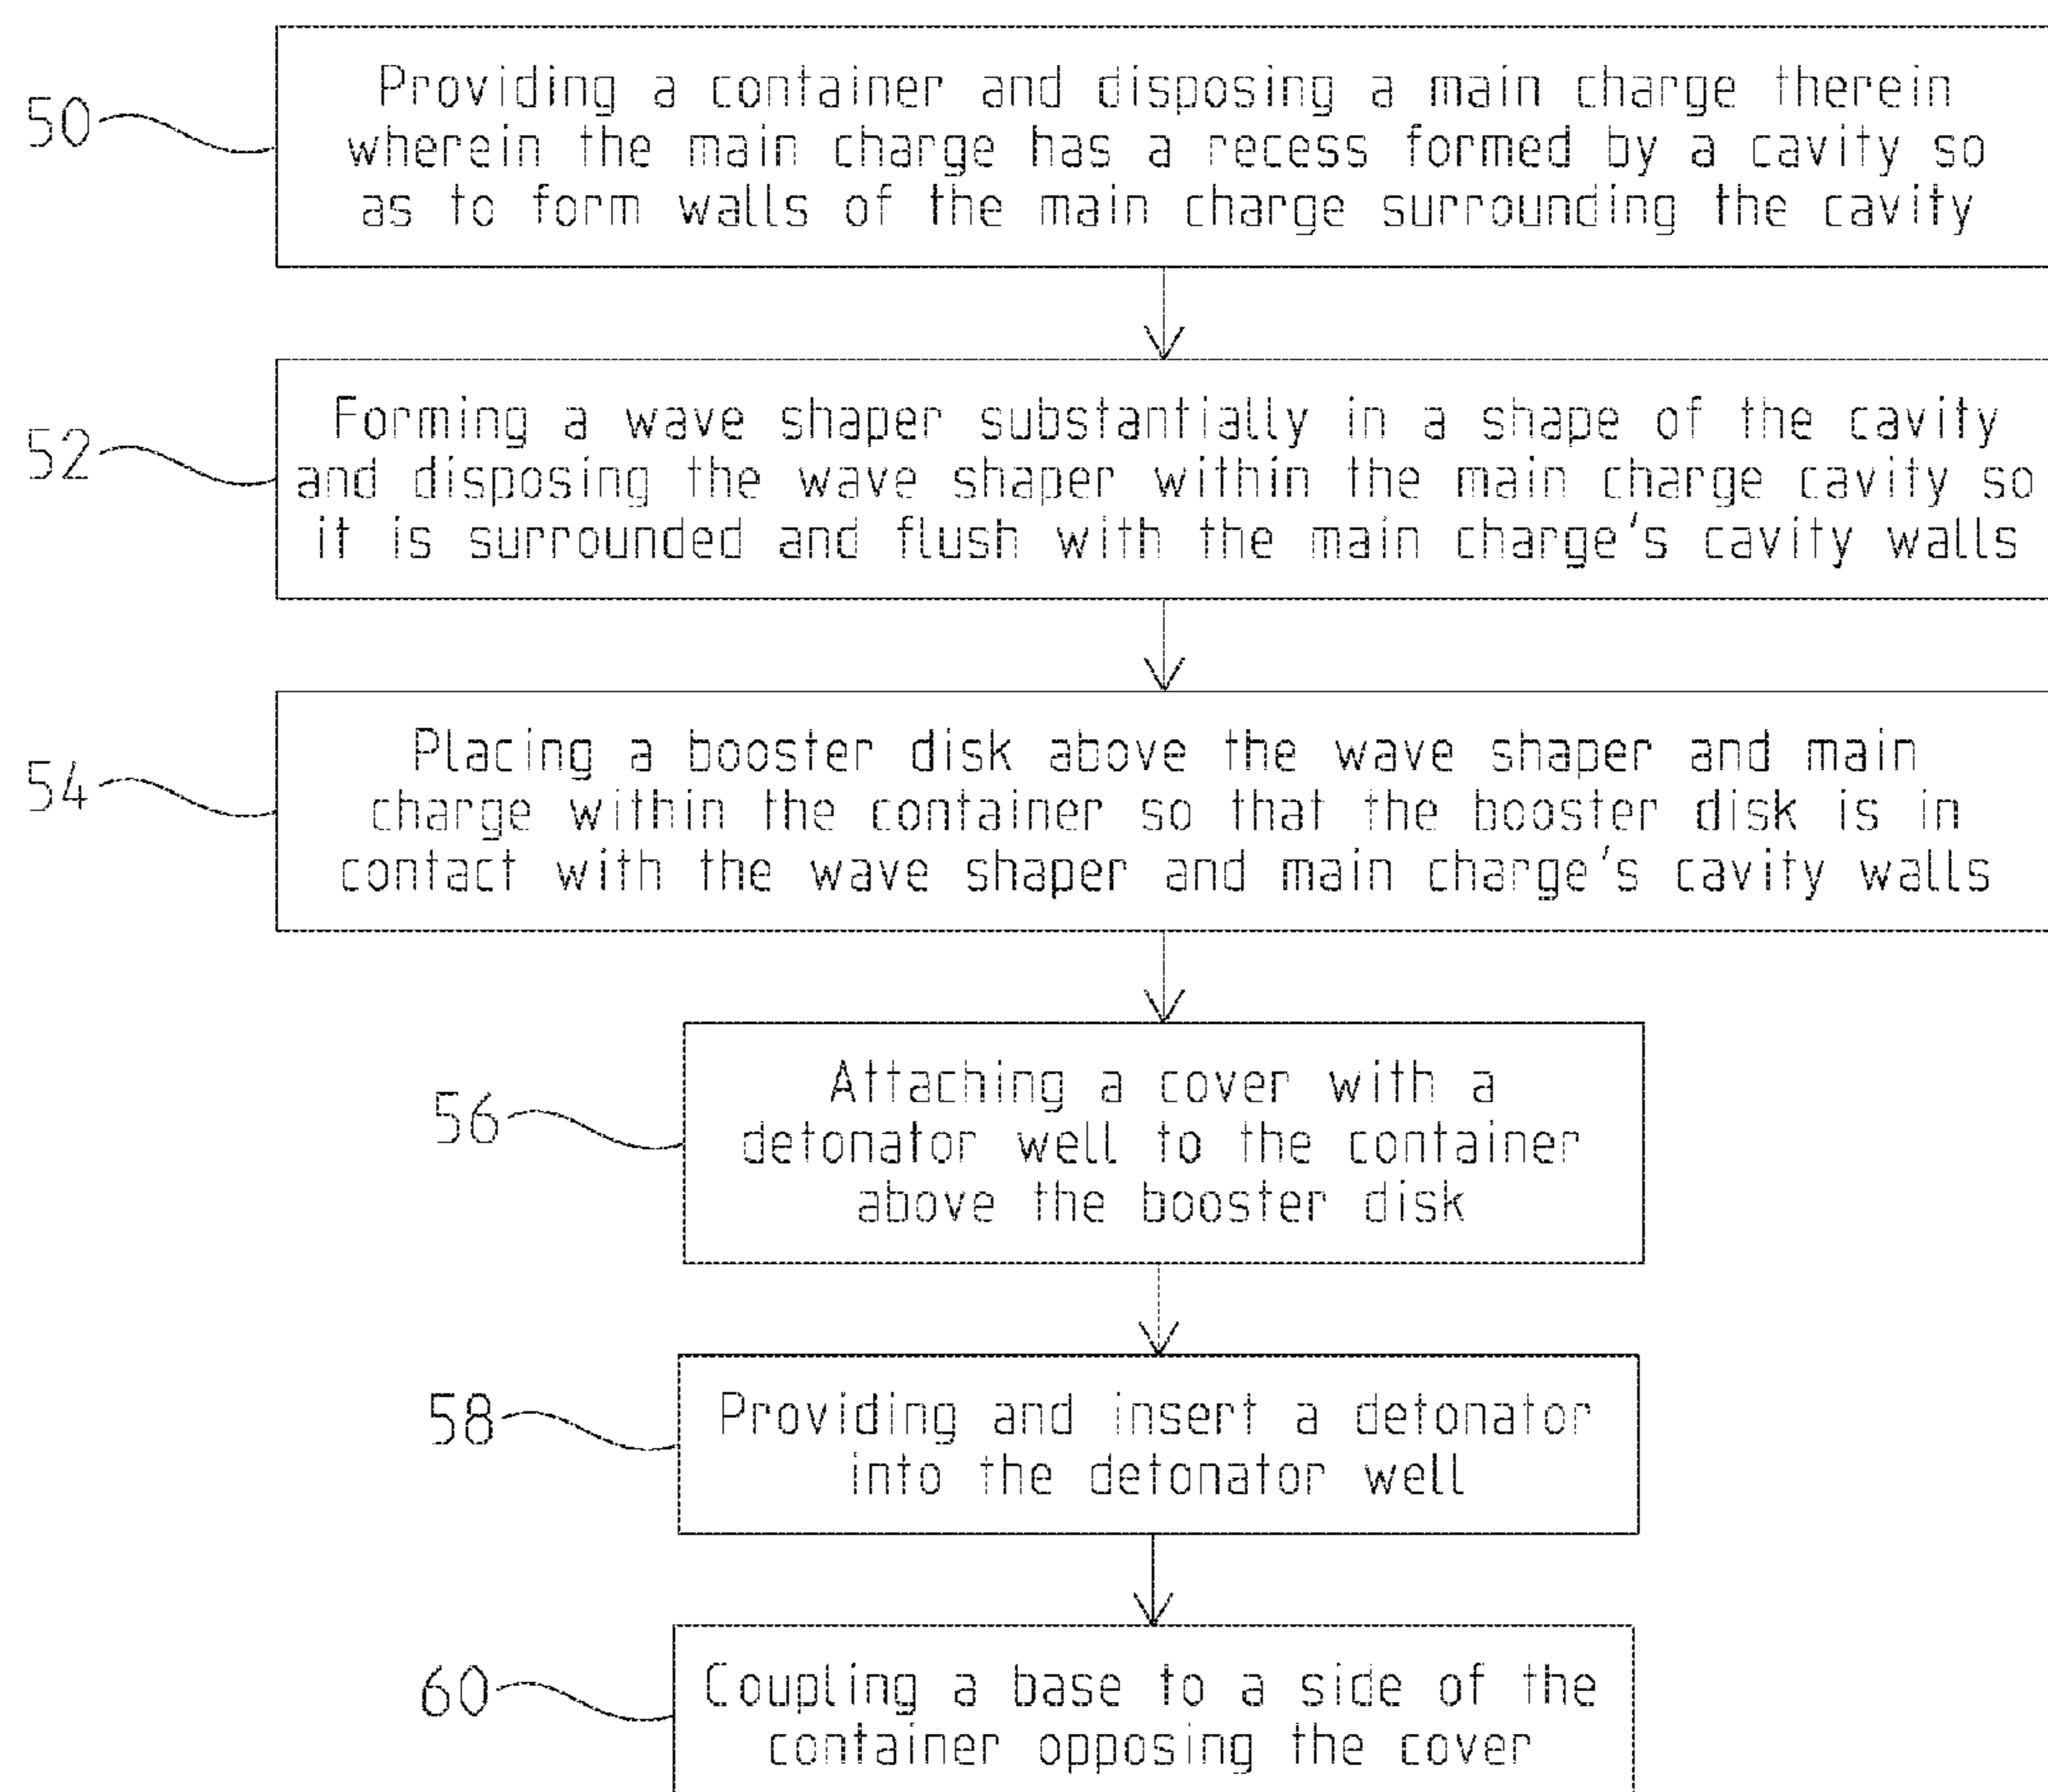 50
Providing a container and disposing a main charge therein
wherein the main charge has a recess formed by a cavity so
as to form walls of the main charge surrounding the cavity
52
Forming a wave shaper substantially in a shape of the cavity
and disposing the wave shaper within the main charge cavity so
it is surrounded and flush with the main charge's cavity walls
54
Placing a booster disk above the wave shaper and main
charge within the container so that the booster disk is in
contact with the wave shaper and main charge's cavity walls
56
Attaching a cover with a
detonator well to the container
above the booster disk
58
Providing and insert a detonator
into the detonator well
60
Coupling a base to a side of the
container opposing the cover